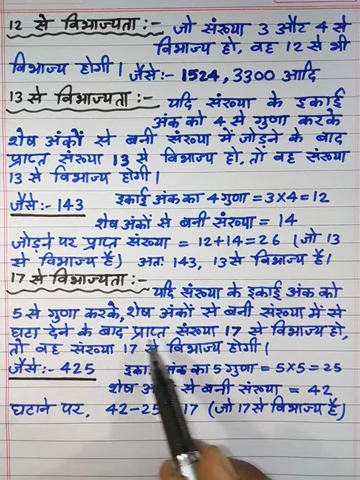 12 से विभाज्यता :- जो संख्या 3 और 4 से
विभाज्य हो, वह 12 से भी
विभाज्य होगी। जैसे:- 1524, 3300 आदि
13 से विभाज्यता :- यदि संख्या के इकाई
अंक को 4 से गुणा करके
शेष अंकों से बनी संख्या में जोड़ने के बाद
प्राप्त संख्या 13 से विभाज्य हो, तो वह संख्या
13 से विभाज्य होगी।
जैसे:- 143 इकाई अंक का 4 गुणा = 3×4 = 12
शेष अंकों से बनी संख्या = 14
जोड़ने पर प्राप्त संख्या = 12+14 = 26 (जो 13
से विभाज्य है) अतः 143, 13 से विभाज्य है।
17 से विभाज्यता :- यदि संख्या के इकाई अंक को
5 से गुणा करके, शेष अंकों से बनी संख्या में से
घटा देने के बाद प्राप्त संख्या 17 से विभाज्य हो,
तो वह संख्या 17 से विभाज्य होगी।
जैसे:- 425 अंक का 5 गुणा = 5×5 = 25
शेष से बनी संख्या = 42
घटाने पर, 42-25 17 (जो 17 से विभाज्य है)